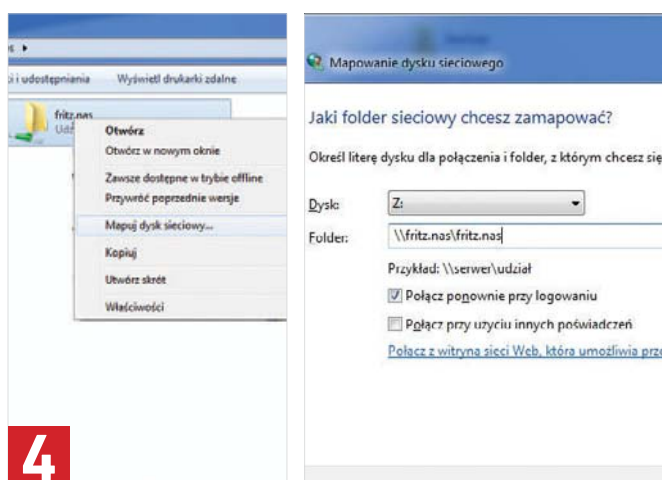 i udostępniania Wyświetl drukarki zdalne
fritz.nas
Otwórz
Otwórz w nowym oknie
Zawsze dostępne w trybie offline
Przywróć poprzednie wersje
Mapuj dysk sieciowy...
Kopiuj
Utwórz skrót
Właściwości
4
Mapowanie dysku sieciowego
Jaki folder sieciowy chcesz zamapować?
Określ literę dysku dla połączenia i folder, z którym chcesz się
Dysk: Z:
Folder: \\fritz.nas\fritz.nas
Przykład: \\serwer\udział
Połącz ponownie przy logowaniu
Połącz przy użyciu innych poświadczeń
Połącz z witryną sieci Web, która umożliwia prze